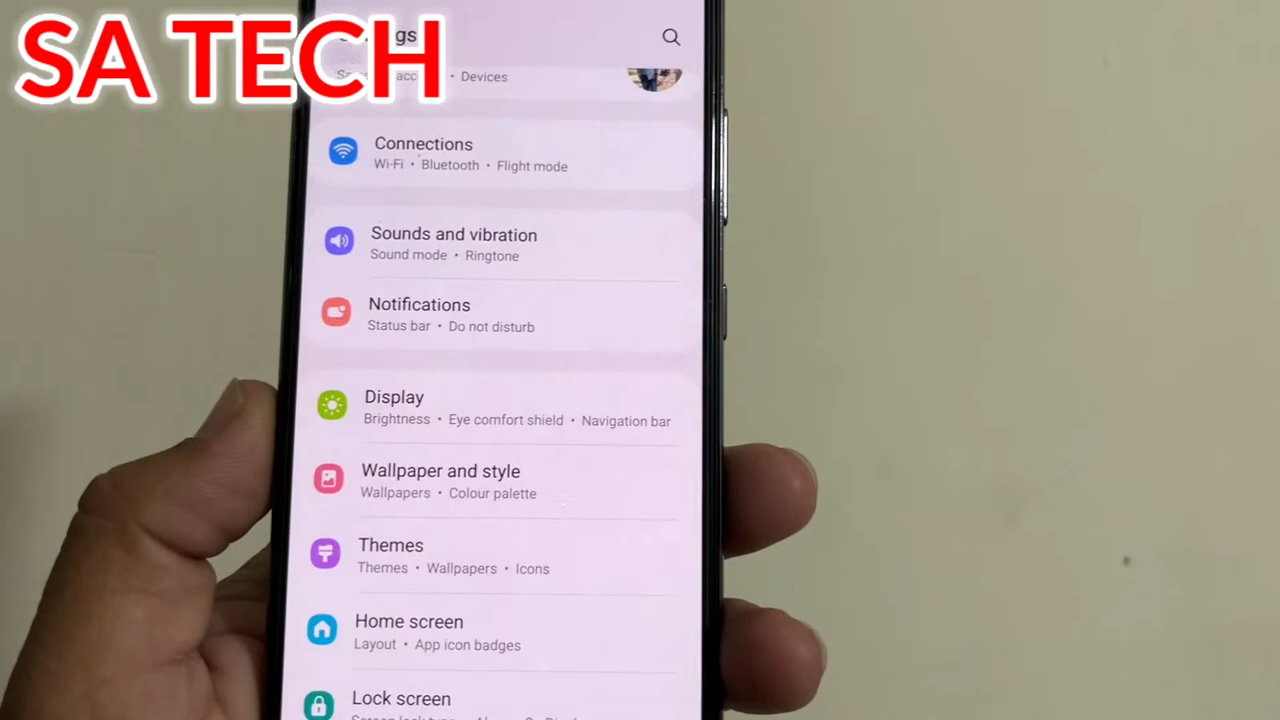 SA TECH
Devices
Connections
Wi-Fi • Bluetooth • Flight mode
Sounds and vibration
Sound mode • Ringtone
Notifications
Status bar • Do not disturb
Display
Brightness • Eye comfort shield • Navigation bar
Wallpaper and style
Wallpapers • Colour palette
Themes
Themes • Wallpapers • Icons
Home screen
Layout • App icon badges
Lock screen